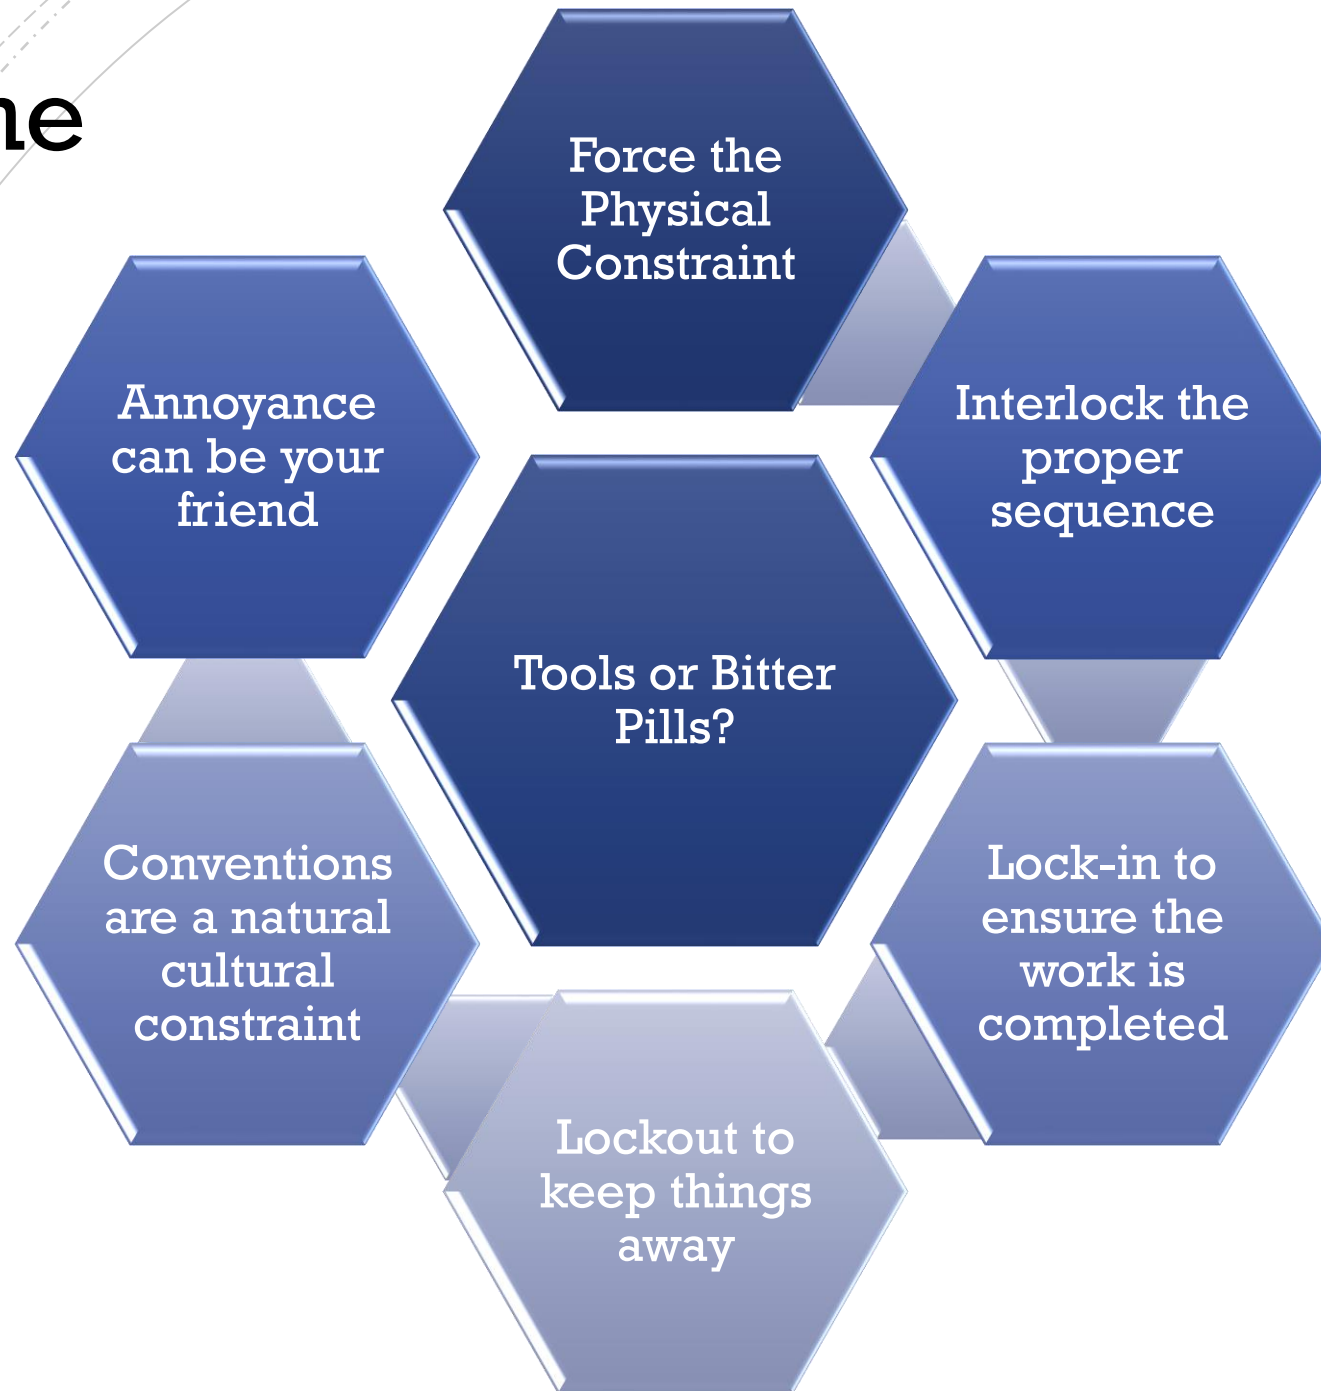 Force the
Physical
Constraint
Interlock the
proper
sequence
Lock-in to
ensure the
work is
completed
Lockout to
keep things
away
Conventions
are a natural
cultural
constraint
Annoyance
can be your
friend
Tools or Bitter
Pills?